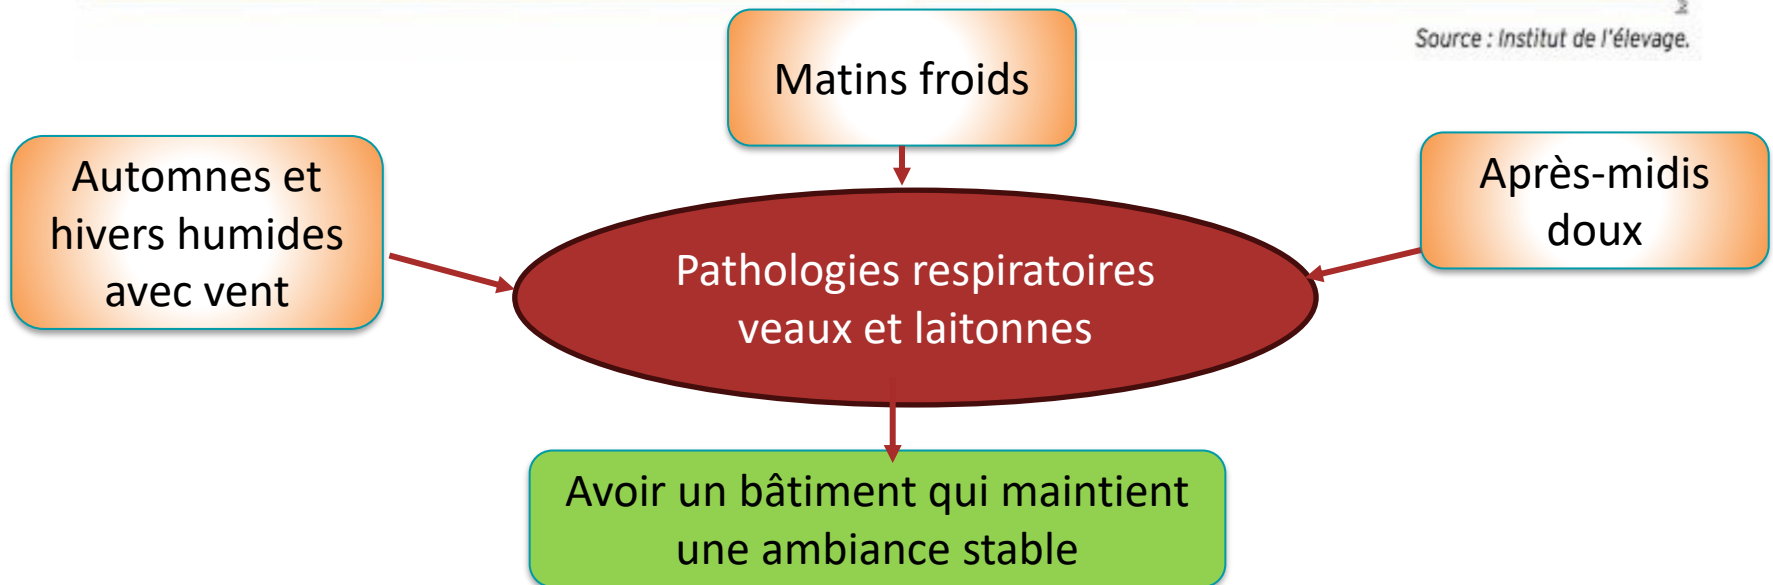 Source : Institut de l'élevage.
Matins froids
Automnes et
hivers humides
avec vent
Après-midis
doux
Pathologies respiratoires
veaux et laitonnes
Avoir un bâtiment qui maintient
une ambiance stable